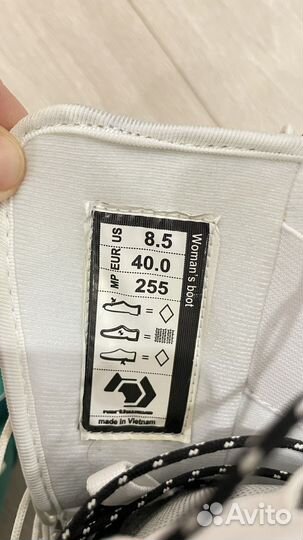 US 8.5
EUR 40.0
MP 255
Woman's boot
=
=
=
made in Vietnam
Avito